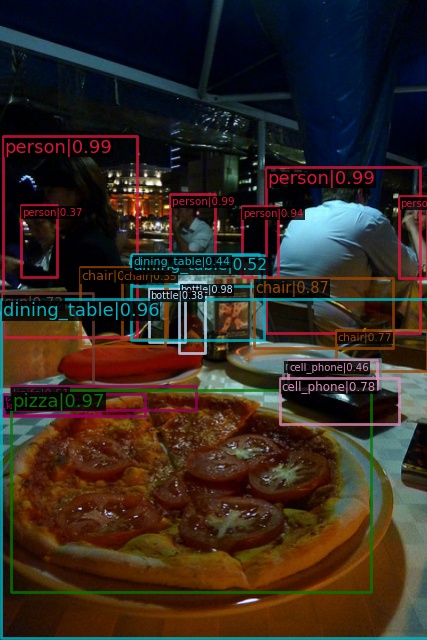 person|0.99
person|0.99
person|0.99
perso
person|0.37
person|0.94
dining_table|0.44
dining_table|0.52
chair|0.87
bottle|0.98
bottle|0.38
dining_table|0.96
chair|0.77
cell_phone|0.46
cell_phone|0.78
pizza|0.97